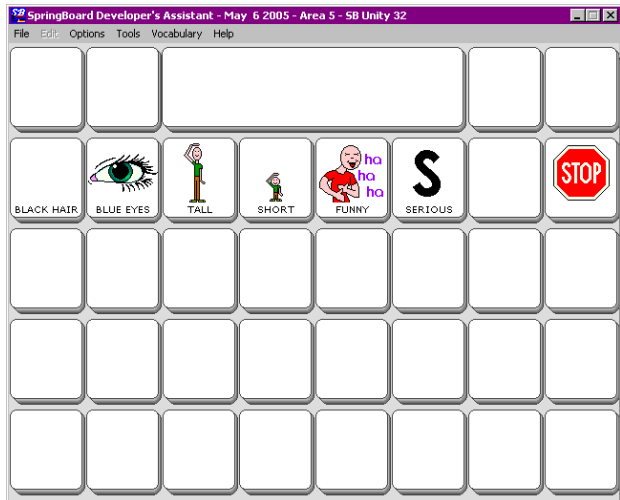 SB SpringBoard Developer's Assistant - May 6 2005 - Area 5 - SB Unity 32
File Edit Options Tools Vocabulary Help
ha
ha
ha
S
STOP
BLACK HAIR BLUE EYES TALL SHORT FUNNY SERIOUS